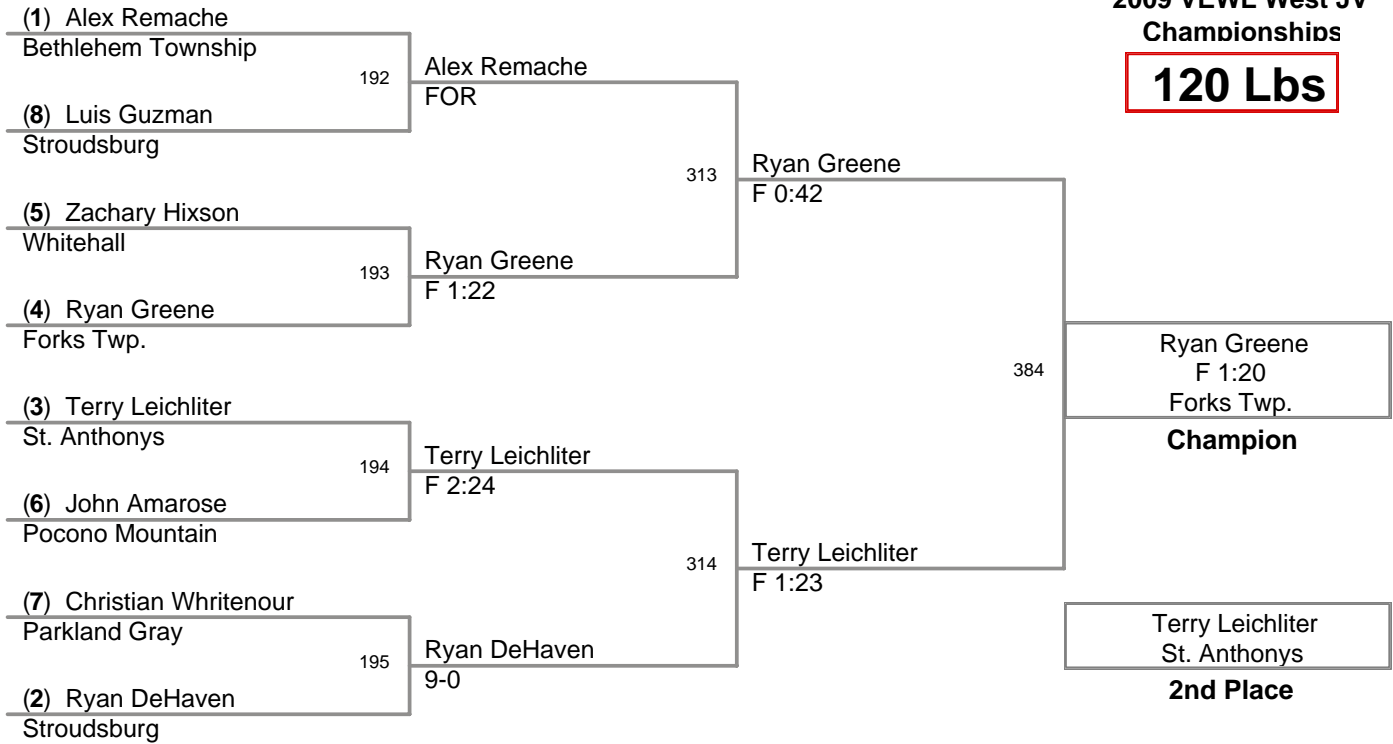 2009 VEWL West JV
Championships
120 Lbs
(1) Alex Remache
Bethlehem Township
192
(8) Luis Guzman
Stroudsburg
(5) Zachary Hixson
Whitehall
193
(4) Ryan Greene
Forks Twp.
(3) Terry Leichliter
St. Anthonys
194
(6) John Amarose
Pocono Mountain
(7) Christian Whritenour
Parkland Gray
195
(2) Ryan DeHaven
Stroudsburg
Alex Remache
FOR
313
Ryan Greene
F 1:22
Terry Leichliter
F 2:24
314
Ryan DeHaven
9-0
Ryan Greene
F 0:42
384
Terry Leichliter
F 1:23
Ryan Greene
F 1:20
Forks Twp.
Champion
Terry Leichliter
St. Anthonys
2nd Place